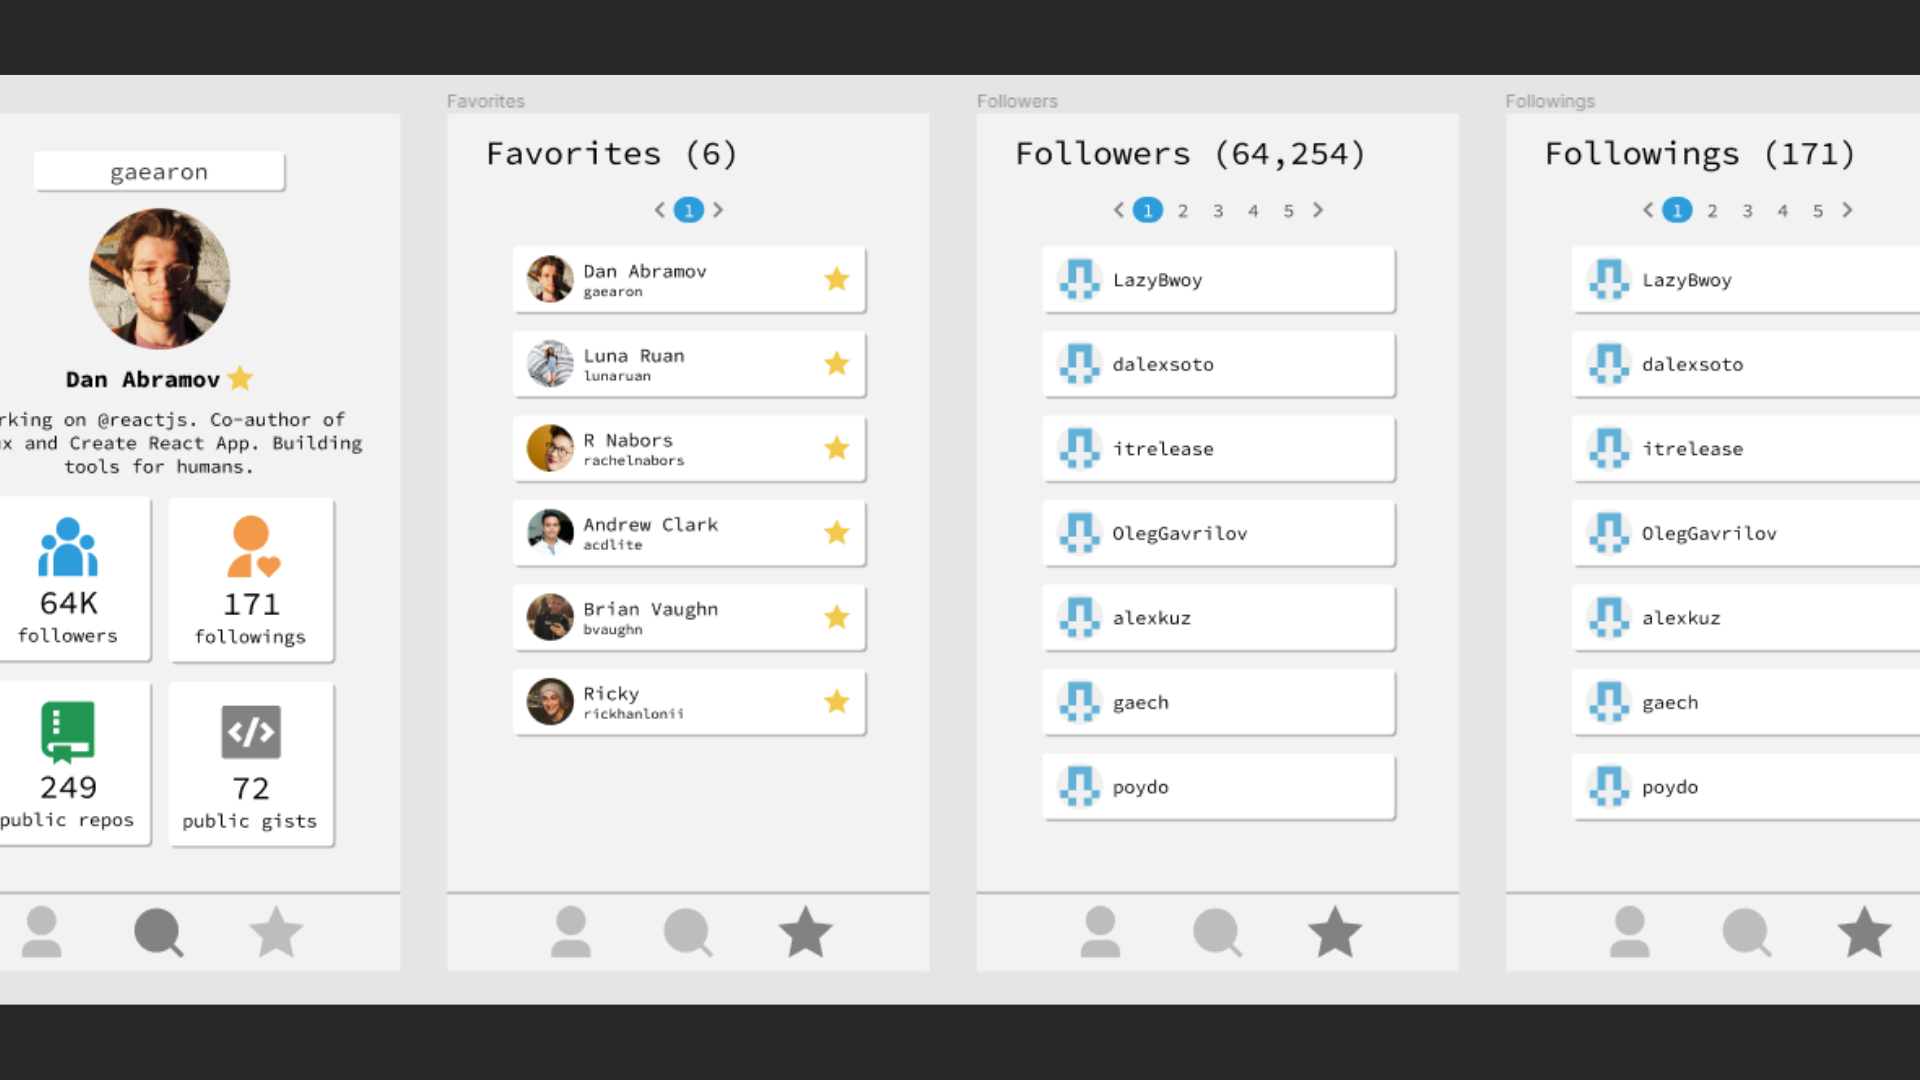 gaearon
Dan Abramov
rking on @reactjs. Co-author of
x and Create React App. Building
tools for humans.
64K
followers
171
followings
249
public repos
72
public gists
Favorites
Favorites (6)
1
Dan Abramov
gaearon
Luna Ruan
lunaruan
R Nabors
rachelnabors
Andrew Clark
acdlite
Brian Vaughn
bvaughn
Ricky
rickhanlonii
Followers
Followers (64,254)
1 2 3 4 5
LazyBwoy
dalexsoto
itrelease
OlegGavrilov
alexkuz
gaech
poydo
Followings
Followings (171)
1 2 3 4 5
LazyBwoy
dalexsoto
itrelease
OlegGavrilov
alexkuz
gaech
poydo